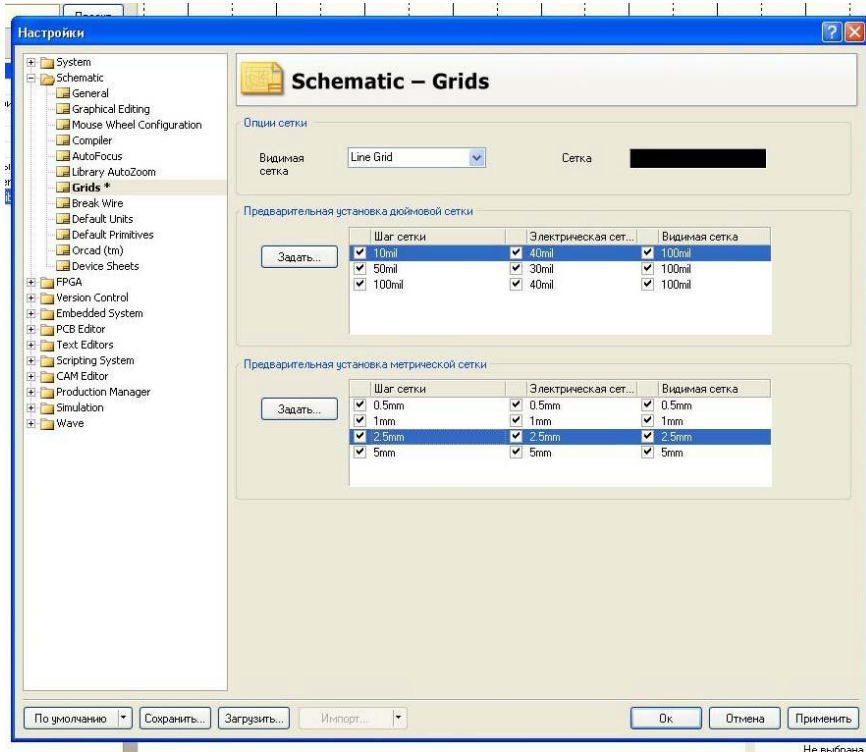 Настройки
System
Schematic
General
Graphical Editing
Mouse Wheel Configuration
Compiler
AutoFocus
Library AutoZoom
Grids *
Break Wire
Default Units
Default Primitives
Orcad (tm)
Device Sheets
FPGA
Version Control
Embedded System
PCB Editor
Text Editors
Scripting System
CAM Editor
Production Manager
Simulation
Wave
Schematic – Grids
Опции сетки
Видимая сетка
Line Grid
Сетка
Предварительная установка дюймовой сетки
Задать...
Шаг сетки Электрическая сет... Видимая сетка
10mil 40mil 100mil
50mil 30mil 100mil
100mil 40mil 100mil
Предварительная установка метрической сетки
Задать...
Шаг сетки Электрическая сет... Видимая сетка
0.5mm 0.5mm 0.5mm
1mm 1mm 1mm
2.5mm 2.5mm 2.5mm
5mm 5mm 5mm
По умолчанию Сохранить... Загрузить... Импорт... Ок Отмена Применить
Не выбрана